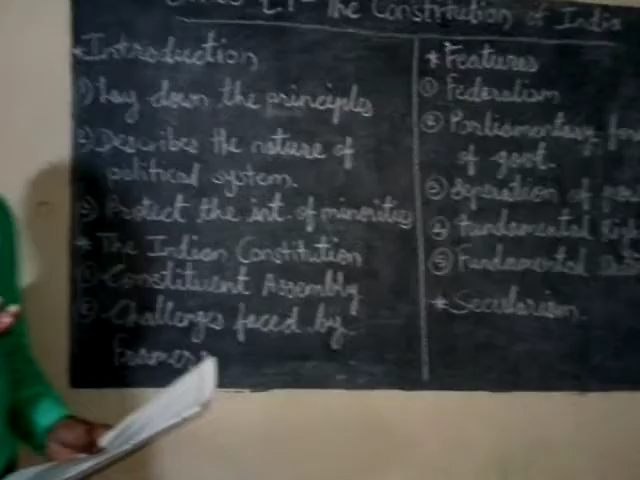 The Constitution of India
* Introduction
① Lay down the principles
② Describes the nature of
political system.
③ Protect the int. of minorities
* The Indian Constitution
① Constituent Assembly
② Challenges faced by
Framers
* Features
① Federalism
② Parliamentary
of govt.
③ Separation of
④ Fundamental
⑤ Fundamental
* Secularism.